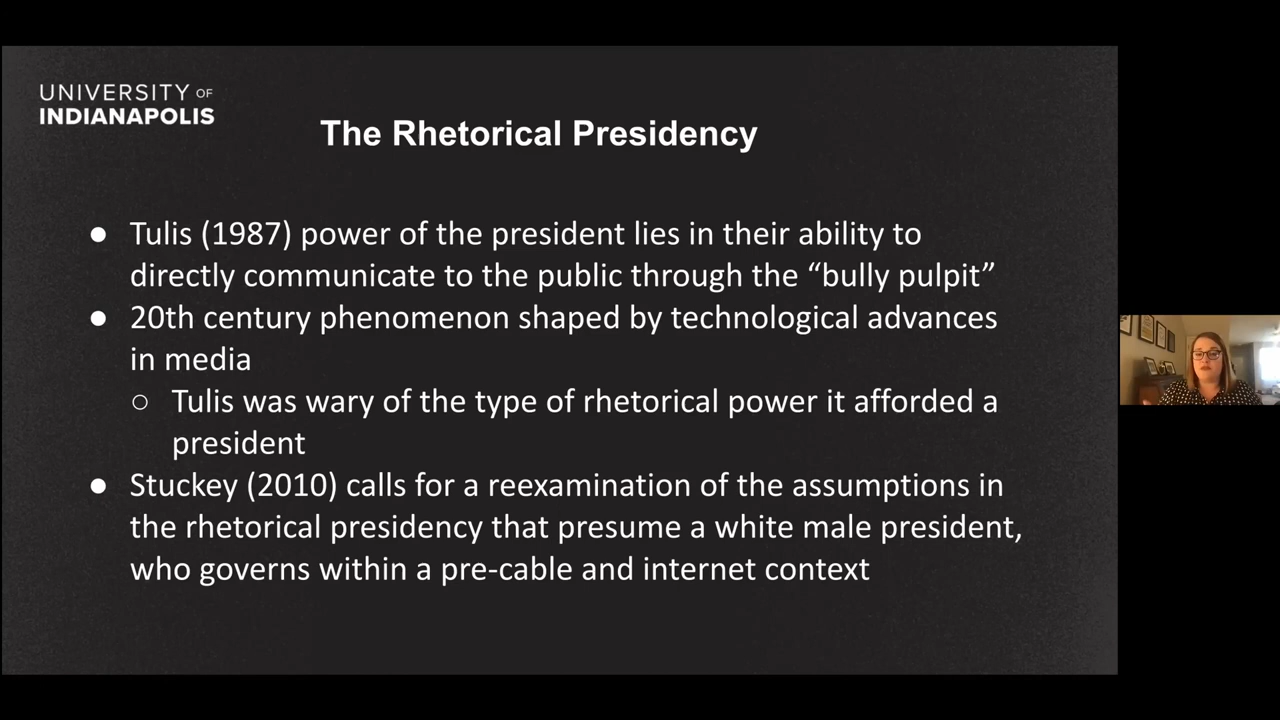 UNIVERSITY OF
INDIANAPOLIS
The Rhetorical Presidency
● Tulis (1987) power of the president lies in their ability to
directly communicate to the public through the “bully pulpit”
● 20th century phenomenon shaped by technological advances
in media
○ Tulis was wary of the type of rhetorical power it afforded a
president
● Stuckey (2010) calls for a reexamination of the assumptions in
the rhetorical presidency that presume a white male president,
who governs within a pre-cable and internet context